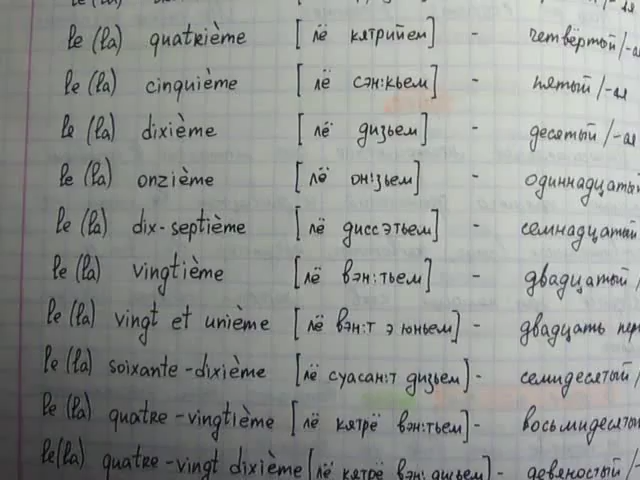 le (la) quatrième [лё кятрийем] - четвёртый/-ая
le (la) cinquième [лё сэн:кьем] - пятый/-ая
le (la) dixième [лё дизьем] - десятый/-ая
le (la) onzième [лё он:зьем] - одиннадцатый
le (la) dix-septième [лё диссэтьем] - семнадцатый
le (la) vingtième [лё вэн:тьем] - двадцатый/
le (la) vingt et unième [лё вэн:т э юньем] - двадцать пер
le (la) soixante-dixième [лё суасан:т дизьем] - семидесятый/
le (la) quatre-vingtième [лё кятрё вэн:тьем] - восьмидесятый
le(la) quatre-vingt dixième [лё кятрё вэн: дизьем] - девяностый/-а